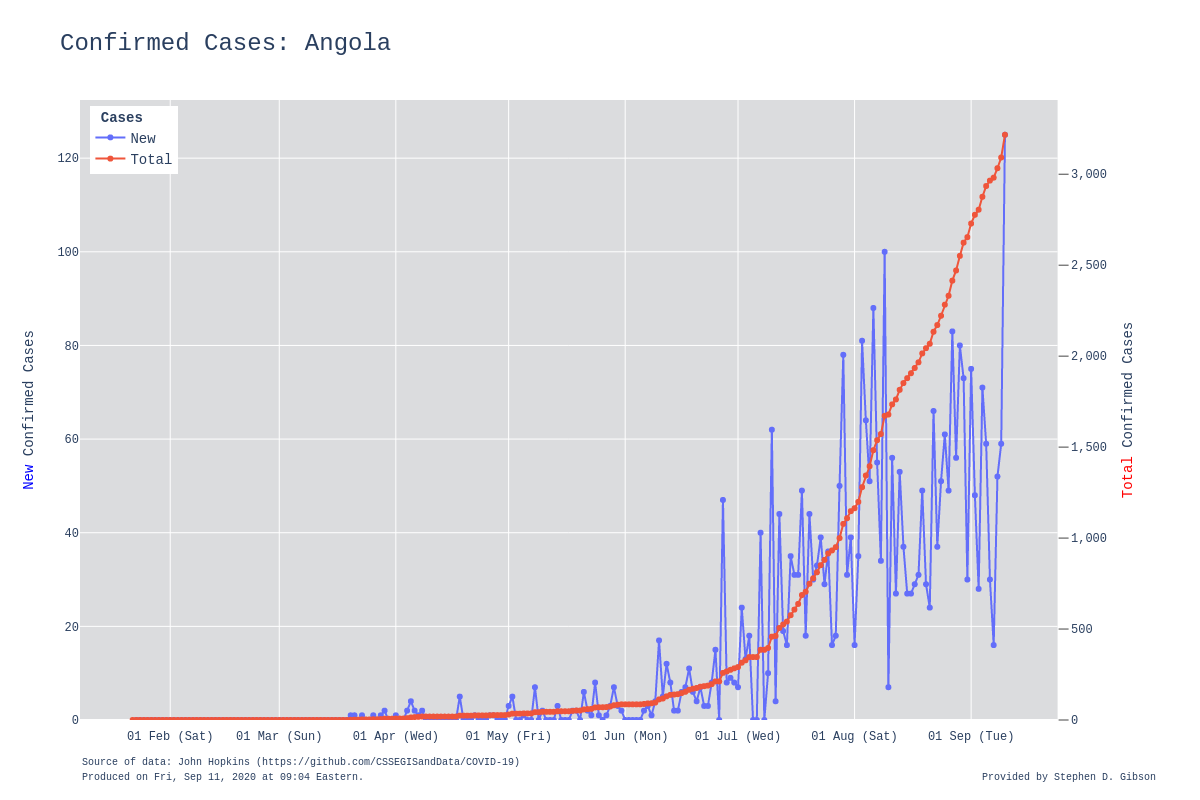 Confirmed Cases: Angola
Cases
New
Total
120
100
80
60
40
20
0
New Confirmed Cases
3,000
2,500
2,000
1,500
1,000
500
0
Total Confirmed Cases
01 Feb (Sat) 01 Mar (Sun) 01 Apr (Wed) 01 May (Fri) 01 Jun (Mon) 01 Jul (Wed) 01 Aug (Sat) 01 Sep (Tue)
Source of data: John Hopkins (https://github.com/CSSEGISandData/COVID-19)
Produced on Fri, Sep 11, 2020 at 09:04 Eastern.
Provided by Stephen D. Gibson